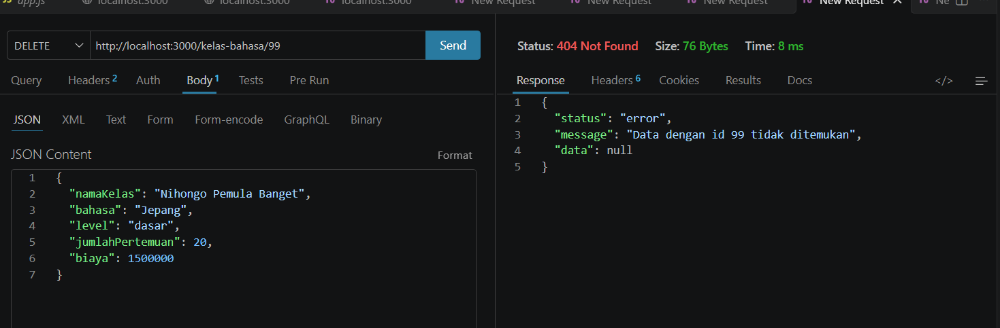 JS app.js localhost:3000 localhost:3000 localhost:3000 New Request New Request New Request New Request Ne
DELETE http://localhost:3000/kelas-bahasa/99 Send
Query Headers 2 Auth Body 1 Tests Pre Run
JSON XML Text Form Form-encode GraphQL Binary
JSON Content Format
1 {
2 "namaKelas": "Nihongo Pemula Banget",
3 "bahasa": "Jepang",
4 "level": "dasar",
5 "jumlahPertemuan": 20,
6 "biaya": 1500000
7 }
Status: 404 Not Found Size: 76 Bytes Time: 8 ms
Response Headers 6 Cookies Results Docs </>
1 {
2 "status": "error",
3 "message": "Data dengan id 99 tidak ditemukan",
4 "data": null
5 }